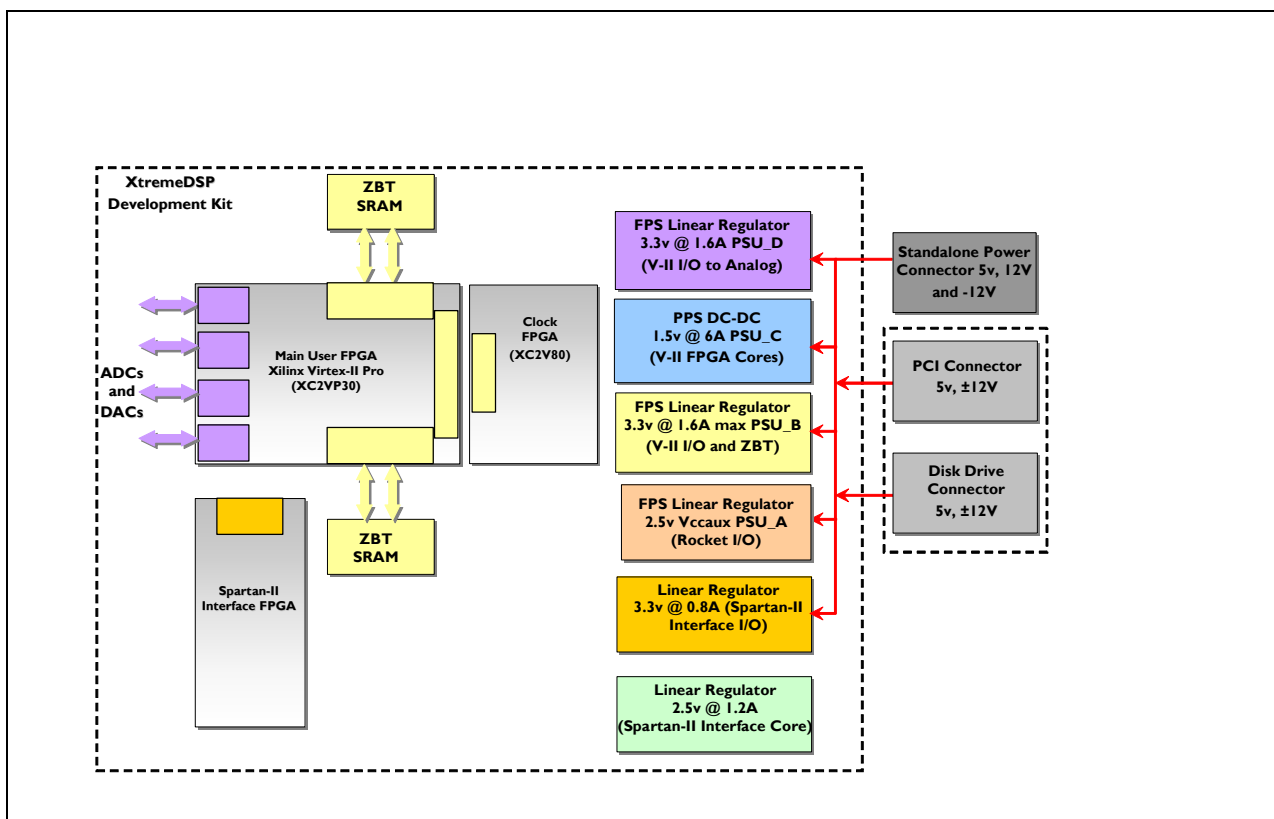 XtremeDSP
Development Kit
ZBT
SRAM
ADCs
and
DACs
Main User FPGA
Xilinx Virtex-II Pro
(XC2VP30)
Clock
FPGA
(XC2V80)
ZBT
SRAM
Spartan-II
Interface FPGA
FPS Linear Regulator
3.3v @ 1.6A PSU_D
(V-II I/O to Analog)
PPS DC-DC
1.5v @ 6A PSU_C
(V-II FPGA Cores)
FPS Linear Regulator
3.3v @ 1.6A max PSU_B
(V-II I/O and ZBT)
FPS Linear Regulator
2.5v Vccaux PSU_A
(Rocket I/O)
Linear Regulator
3.3v @ 0.8A (Spartan-II
Interface I/O)
Linear Regulator
2.5v @ 1.2A
(Spartan-II Interface Core)
Standalone Power
Connector 5v, 12V
and -12V
PCI Connector
5v, ±12V
Disk Drive
Connector
5v, ±12V